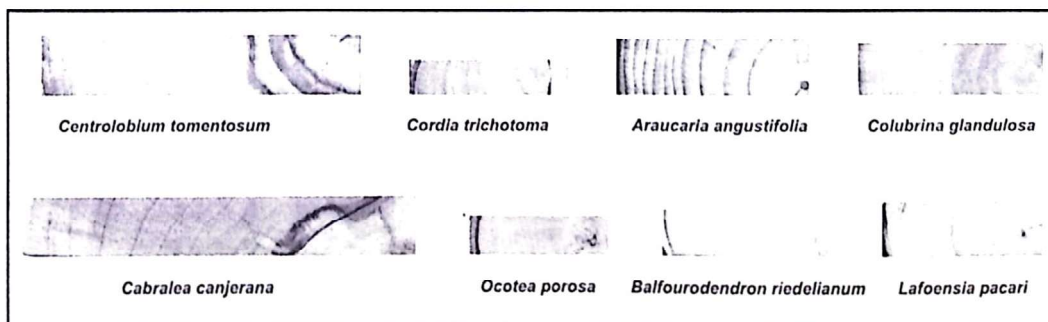 Centrolobium tomentosum Cordia trichotoma Araucaria angustifolia Colubrina glandulosa
Cabralea canjerana Ocotea porosa Balfourodendron riedelianum Lafoensia pacari